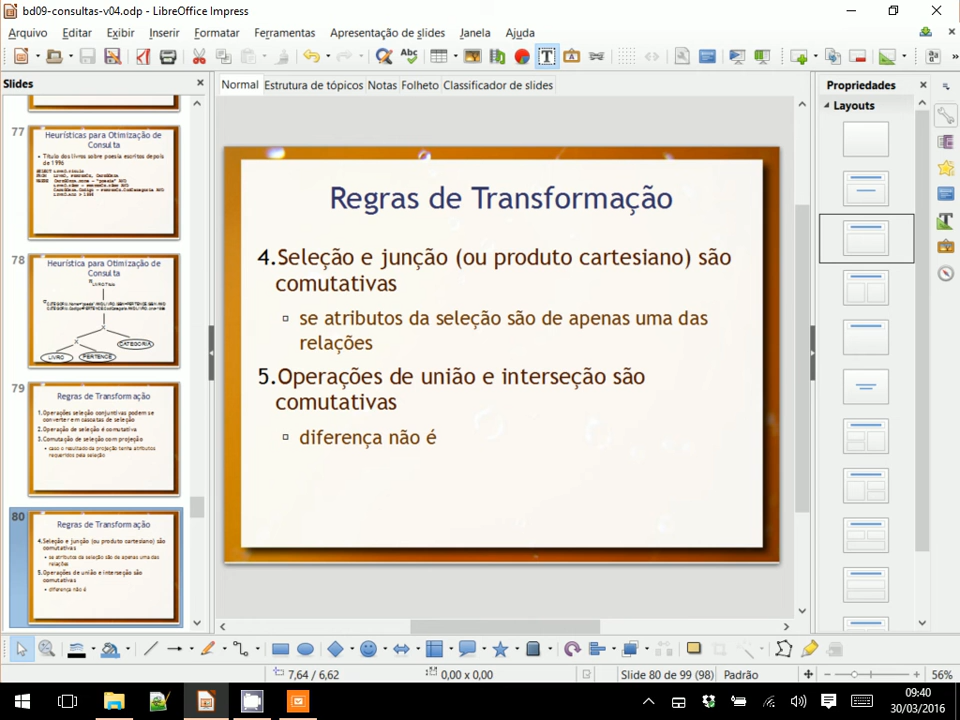 bd09-consultas-v04.odp - LibreOffice Impress
Arquivo Editar Exibir Inserir Formatar Ferramentas Apresentação de slides Janela Ajuda
Slides
Normal Estrutura de tópicos Notas Folheto Classificador de slides
Propriedades
Layouts
77
Heurísticas para Otimização de
Consulta
Título dos livros sobre poesia escritos depois
de 1996
78
Heurística para Otimização de
Consulta
X
X
CATEGORIA
LIVRO
PERTENCE
79
Regras de Transformação
1.Operações seleção conjuntivas podem se
converter em cascatas de seleção
2.Operação de seleção é comutativa
3.Comutação de seleção com projeção
caso o resultado da projeção tenha atributos
requeridos pela seleção
80
Regras de Transformação
4.Seleção e junção (ou produto cartesiano) são
comutativas
se atributos da seleção são de apenas uma das
relações
5.Operações de união e interseção são
comutativas
diferença não é
Regras de Transformação
4.Seleção e junção (ou produto cartesiano) são
comutativas
se atributos da seleção são de apenas uma das
relações
5.Operações de união e interseção são
comutativas
diferença não é
7,64 / 6,62
0,00 x 0,00
Slide 80 de 99 (98)
Padrão
56%
09:40
30/03/2016